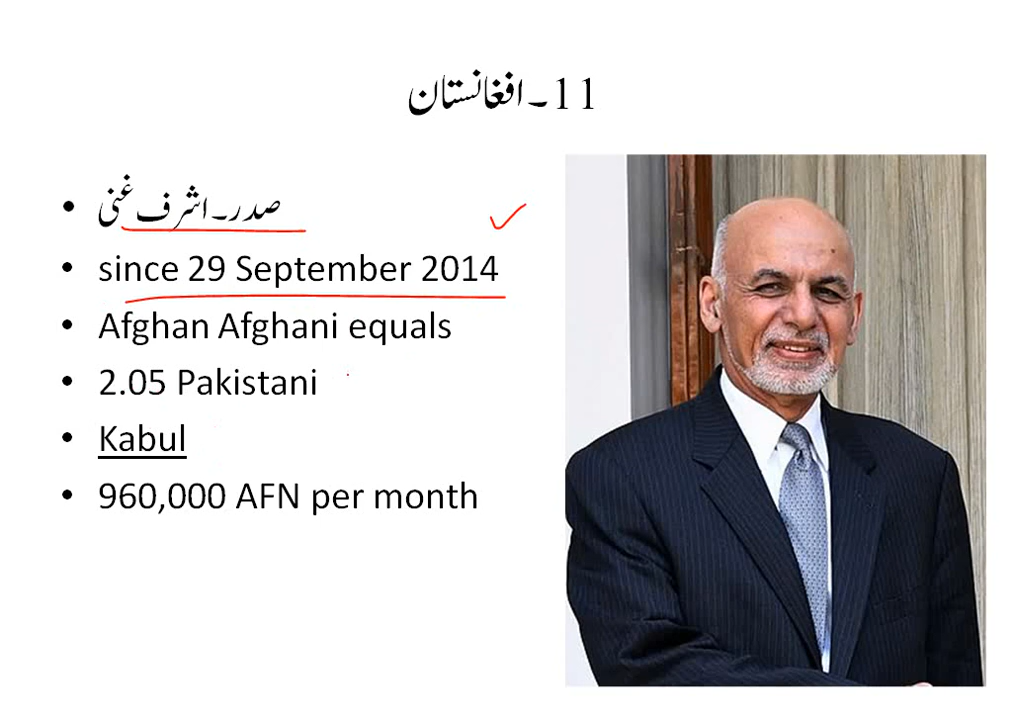 11۔افغانستان
صدر۔اشرف غنی
since 29 September 2014
Afghan Afghani equals
2.05 Pakistani
Kabul
960,000 AFN per month